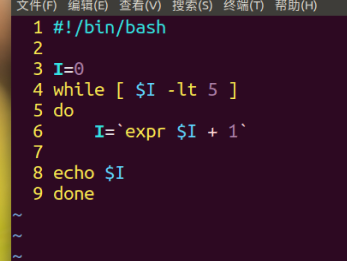 文件(F) 编辑(E) 查看(V) 搜索(S) 终端(T) 帮助(H)
1 #!/bin/bash
2
3 I=0
4 while [ $I -lt 5 ]
5 do
6     I=`expr $I + 1`
7
8 echo $I
9 done
~
~
~